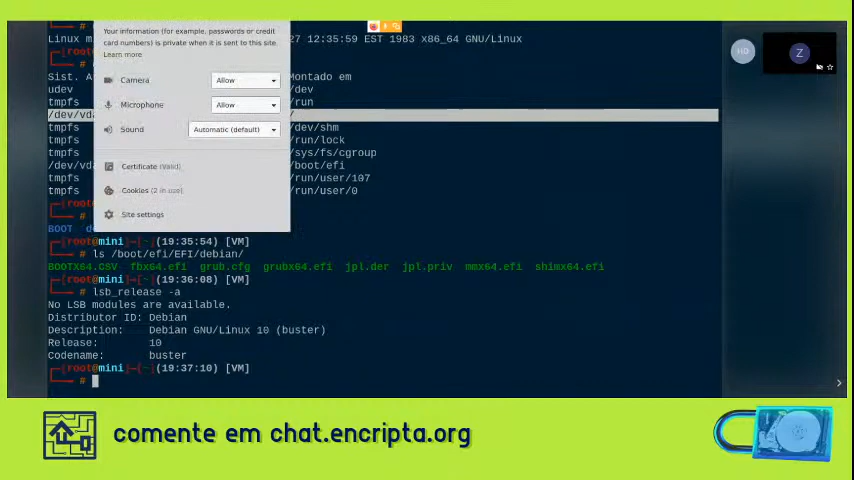 Your information (for example, passwords or credit
card numbers) is private when it is sent to this site.
Learn more
Camera Allow
Microphone Allow
Sound Automatic (default)
Certificate (Valid)
Cookies (2 in use)
Site settings
Linux mi
27 12:35:59 EST 1983 x86_64 GNU/Linux
Sist. A
Montado em
udev /dev
tmpfs /run
/dev/vda /
tmpfs /dev/shm
tmpfs /run/lock
tmpfs /sys/fs/cgroup
/dev/vda /boot/efi
tmpfs /run/user/107
tmpfs /run/user/0
BOOT d
[root@mini]-[~](19:35:54) [VM]
# ls /boot/efi/EFI/debian/
BOOTX64.CSV fbx64.efi grub.cfg grubx64.efi jpl.der jpl.priv mmx64.efi shimx64.efi
[root@mini]-[~](19:36:08) [VM]
# lsb_release -a
No LSB modules are available.
Distributor ID: Debian
Description: Debian GNU/Linux 10 (buster)
Release: 10
Codename: buster
[root@mini]-[~](19:37:10) [VM]
#
HO
Z
comente em chat.encripta.org